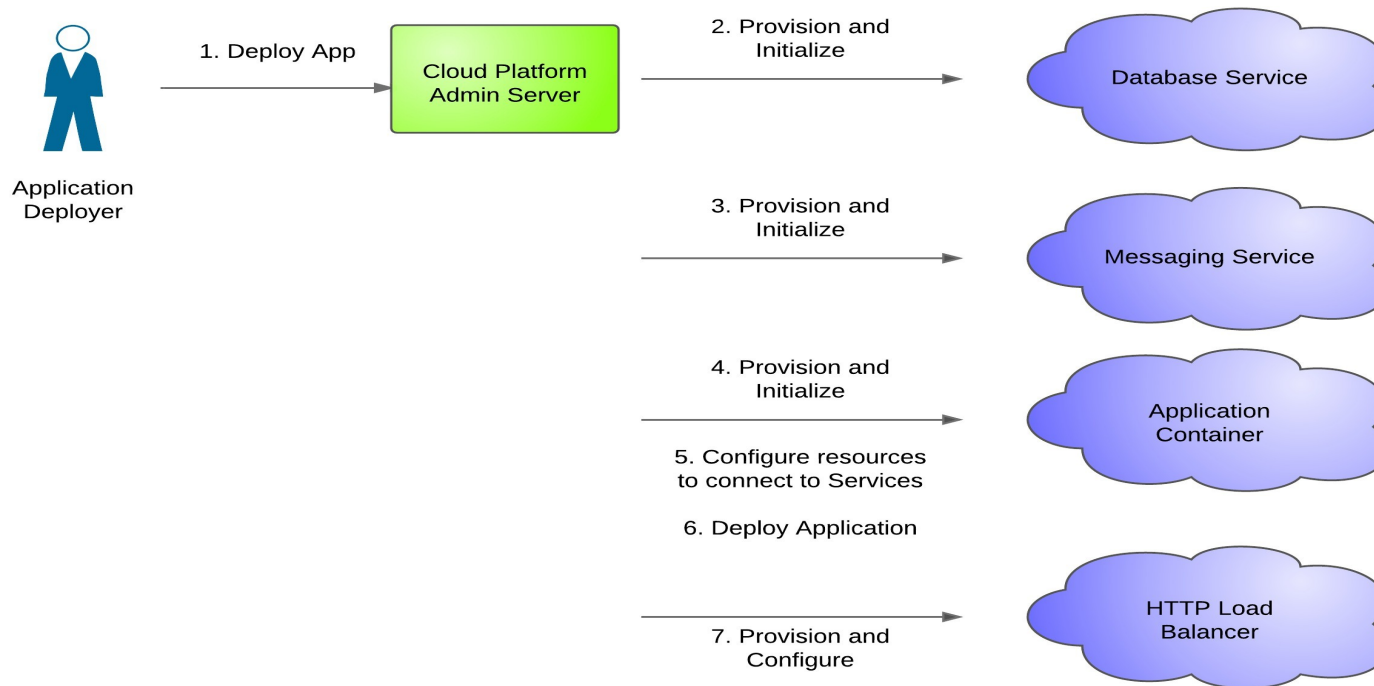 1. Deploy App
Cloud Platform
Admin Server
Application
Deployer
2. Provision and
Initialize
Database Service
3. Provision and
Initialize
Messaging Service
4. Provision and
Initialize
Application
Container
5. Configure resources
to connect to Services
6. Deploy Application
HTTP Load
Balancer
7. Provision and
Configure